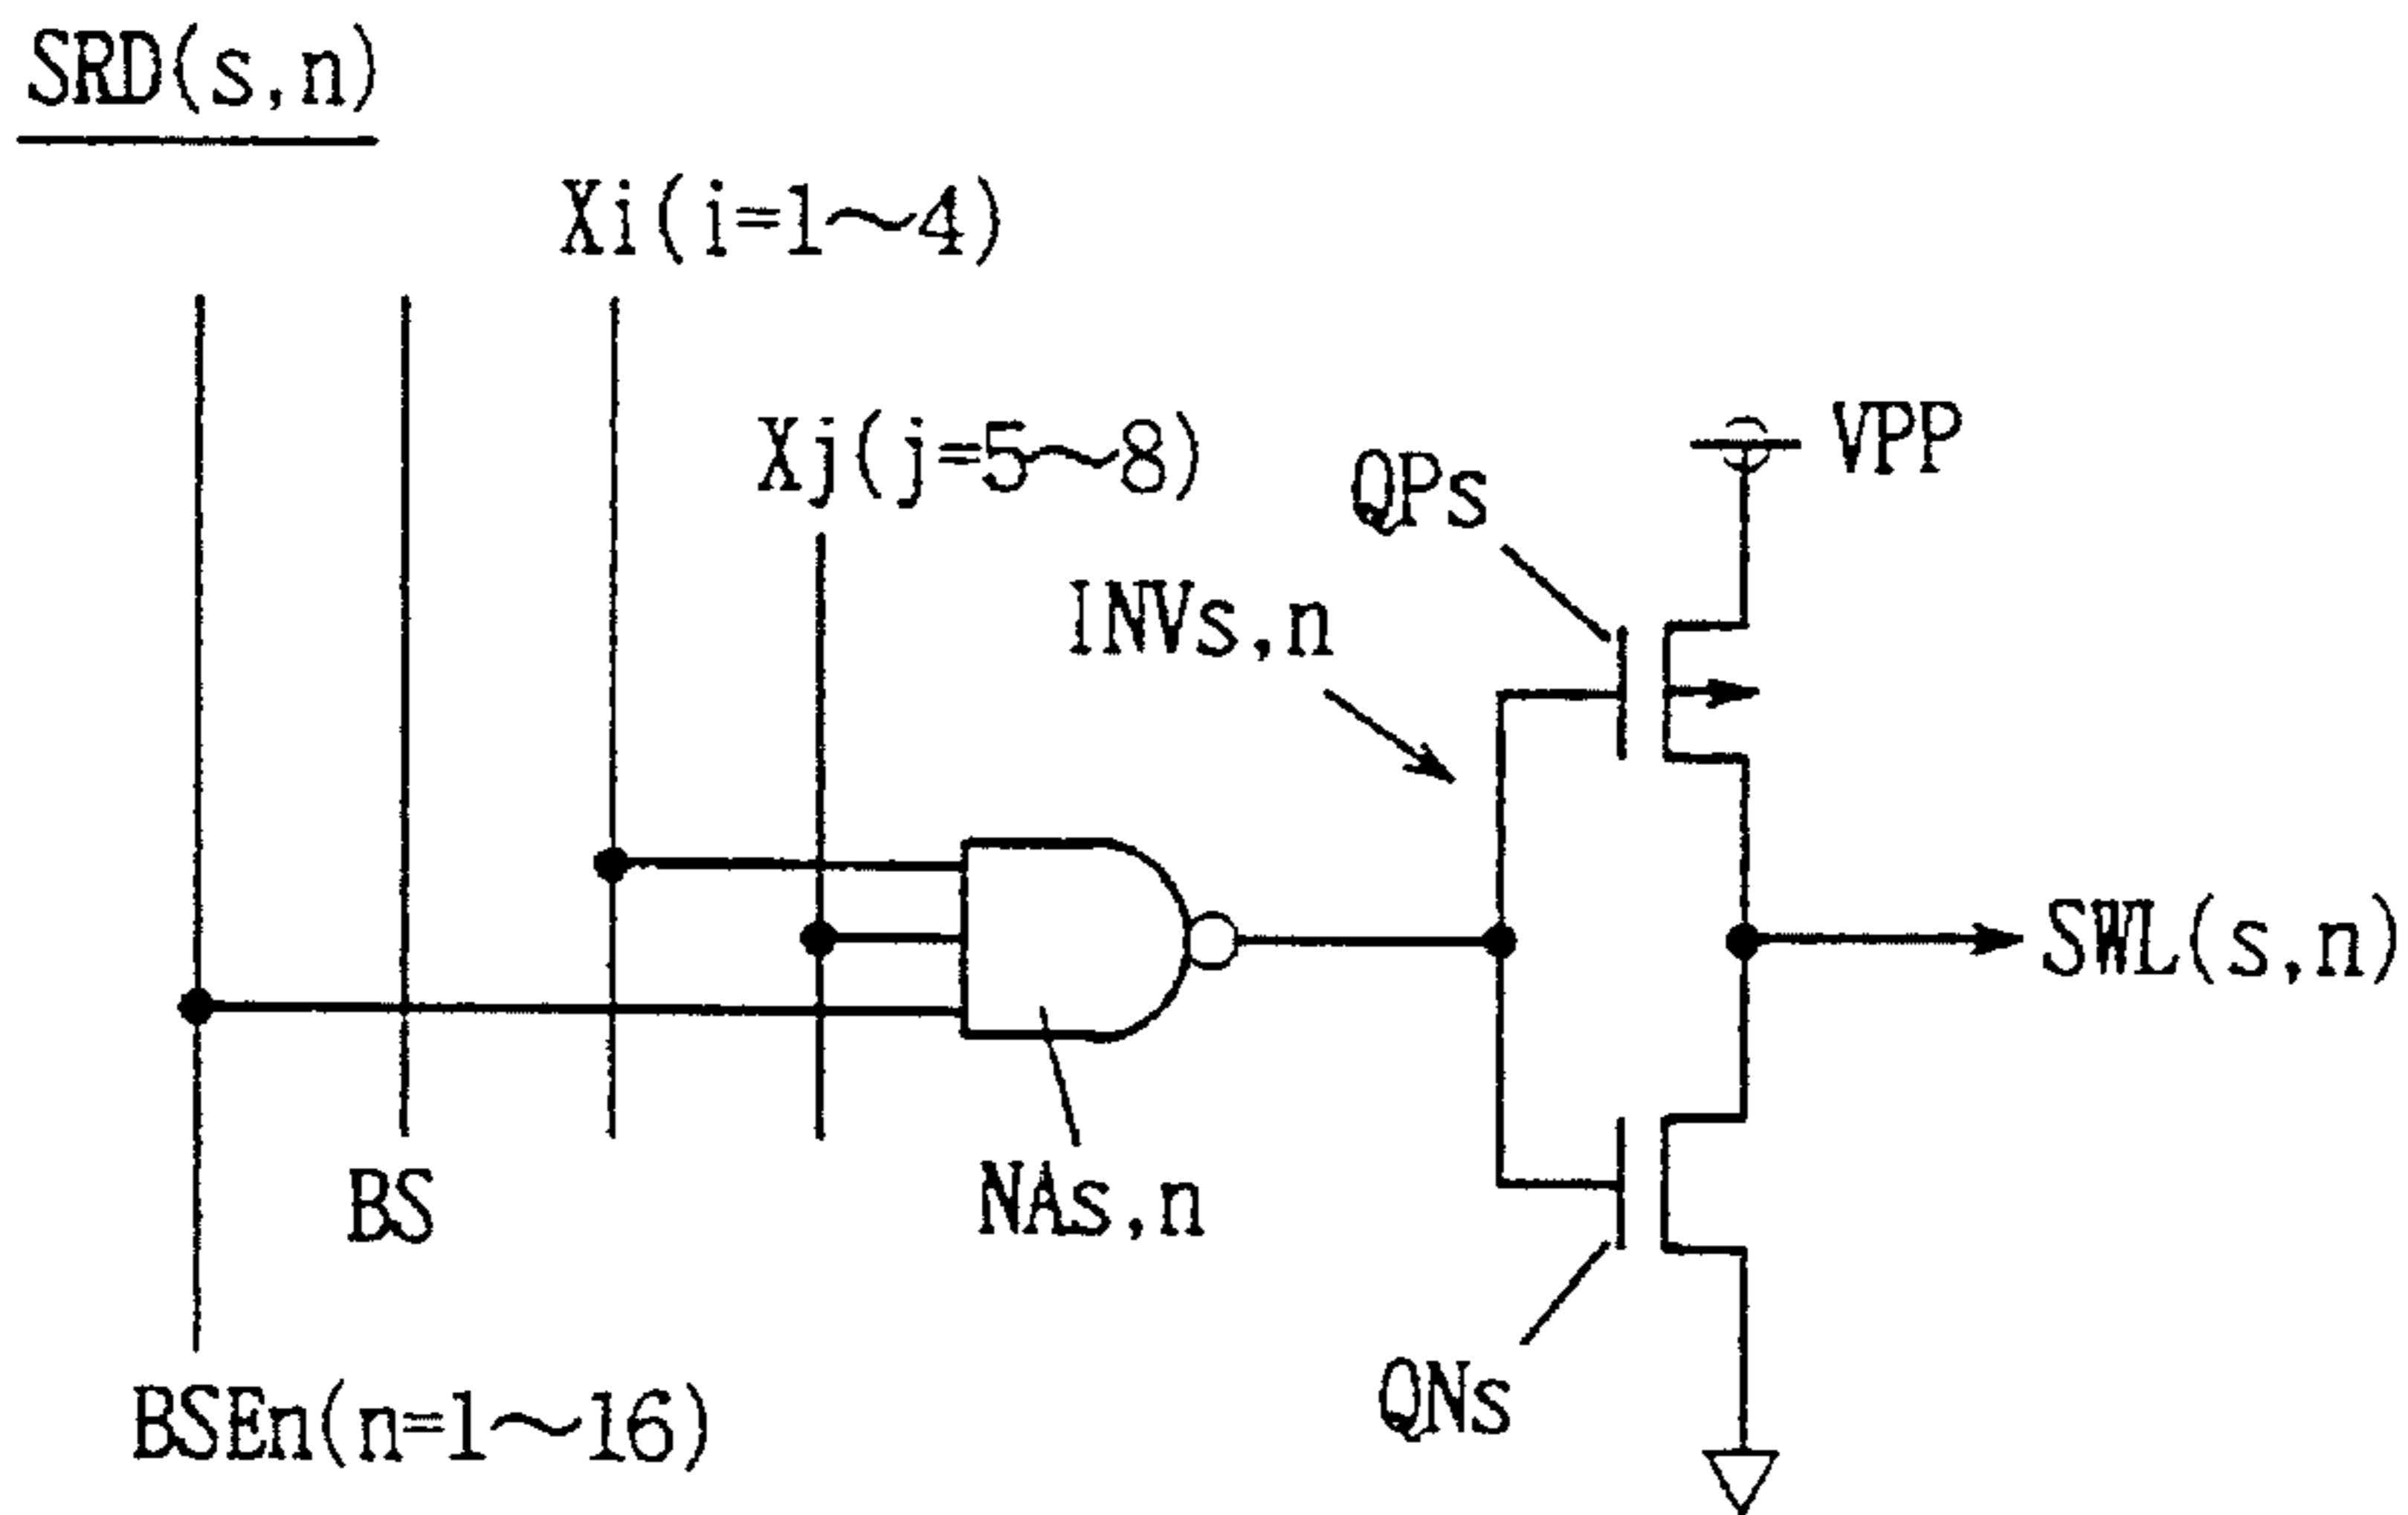 SRD(s,n)
Xi(i=1～4)
Xj(j=5～8)
VPP
QPs
INVs,n
SWL(s,n)
BS
NAs,n
QNs
BSEn(n=1～16)